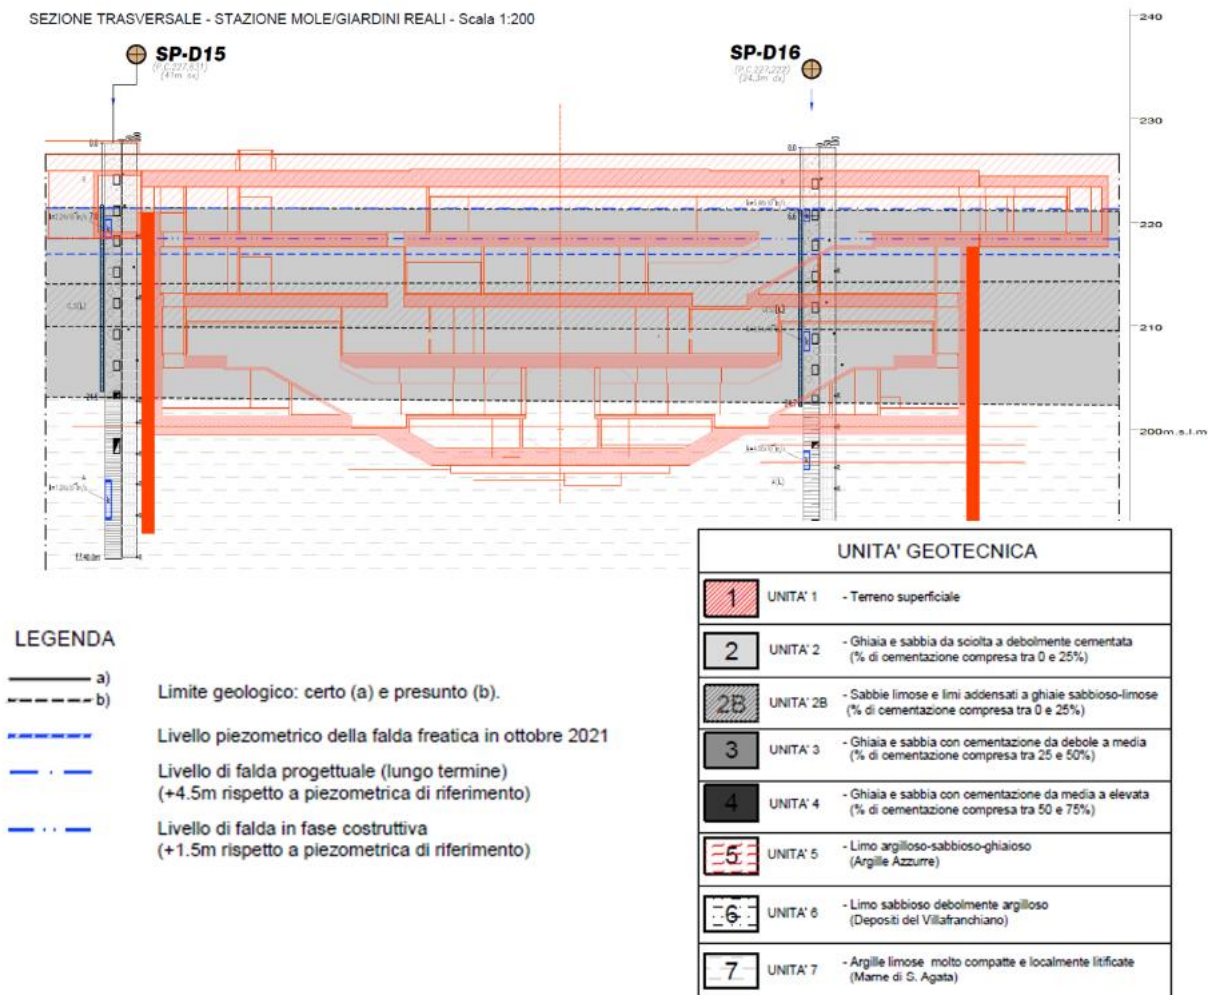 SEZIONE TRASVERSALE - STAZIONE MOLE/GIARDINI REALI - Scala 1:200
240
SP-D15
SP-D16
230
0.0
0.0
220
6.6
210
200m.s.l.m
UNITA' GEOTECNICA
1 UNITA' 1 - Terreno superficiale
2 UNITA' 2 - Ghiaia e sabbia da sciolta a debolmente cementata
(% di cementazione compresa tra 0 e 25%)
2B UNITA' 2B - Sabbie limose e limi addensati a ghiaie sabbioso-limose
(% di cementazione compresa tra 0 e 25%)
3 UNITA' 3 - Ghiaia e sabbia con cementazione da debole a media
(% di cementazione compresa tra 25 e 50%)
4 UNITA' 4 - Ghiaia e sabbia con cementazione da media a elevata
(% di cementazione compresa tra 50 e 75%)
5 UNITA' 5 - Limo argilloso-sabbioso-ghiaioso
(Argille Azzurre)
6 UNITA' 6 - Limo sabbioso debolmente argilloso
(Depositi del Villafranchiano)
7 UNITA' 7 - Argille limose molto compatte e localmente litificate
(Marne di S. Agata)
LEGENDA
a)
b)
Limite geologico: certo (a) e presunto (b).
Livello piezometrico della falda freatica in ottobre 2021
Livello di falda progettuale (lungo termine)
(+4.5m rispetto a piezometrica di riferimento)
Livello di falda in fase costruttiva
(+1.5m rispetto a piezometrica di riferimento)